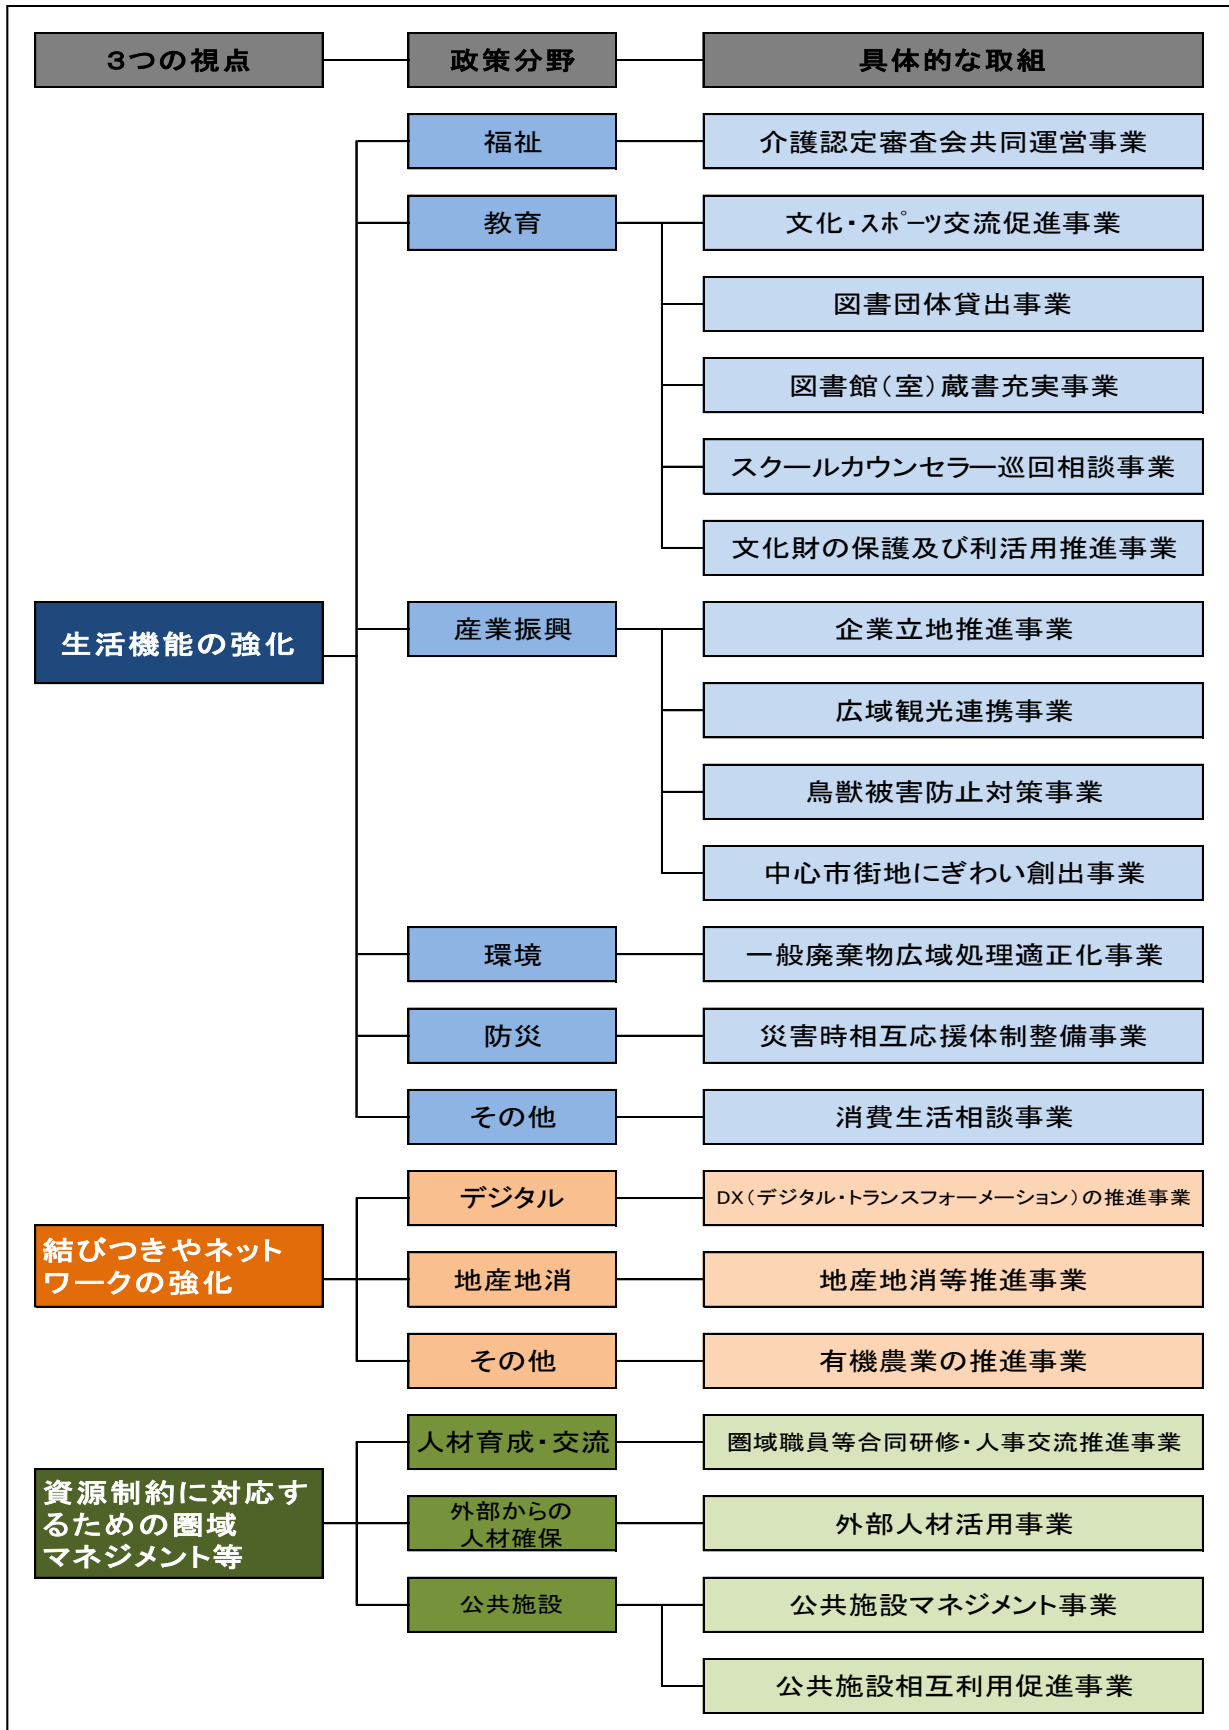 3つの視点
政策分野
具体的な取組
福祉
介護認定審査会共同運営事業
教育
文化・スポーツ交流促進事業
図書団体貸出事業
図書館(室)蔵書充実事業
スクールカウンセラー巡回相談事業
文化財の保護及び利活用推進事業
生活機能の強化
産業振興
企業立地推進事業
広域観光連携事業
鳥獣被害防止対策事業
中心市街地にぎわい創出事業
環境
一般廃棄物広域処理適正化事業
防災
災害時相互応援体制整備事業
その他
消費生活相談事業
結びつきやネット
ワークの強化
デジタル
DX(デジタル・トランスフォーメーション)の推進事業
地産地消
地産地消等推進事業
その他
有機農業の推進事業
資源制約に対応す
るための圏域
マネジメント等
人材育成・交流
圏域職員等合同研修・人事交流推進事業
外部からの
人材確保
外部人材活用事業
公共施設
公共施設マネジメント事業
公共施設相互利用促進事業